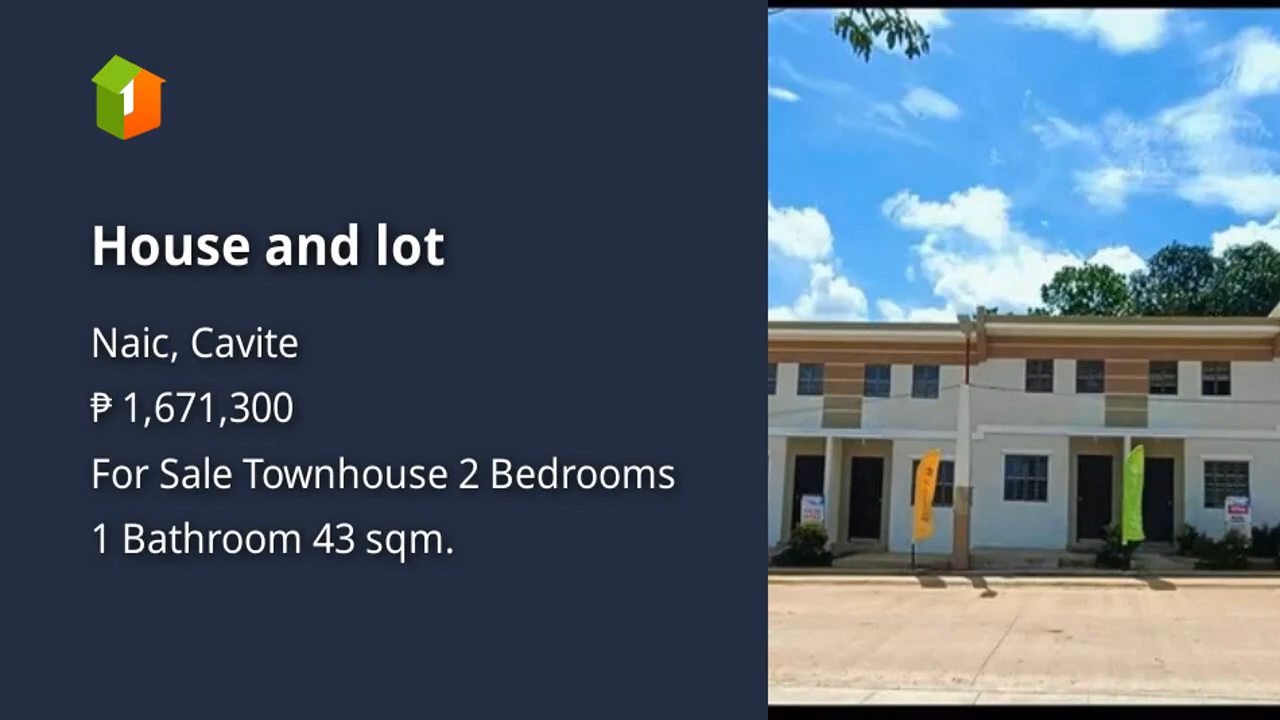 House and lot
Naic, Cavite
₱ 1,671,300
For Sale Townhouse 2 Bedrooms
1 Bathroom 43 sqm.